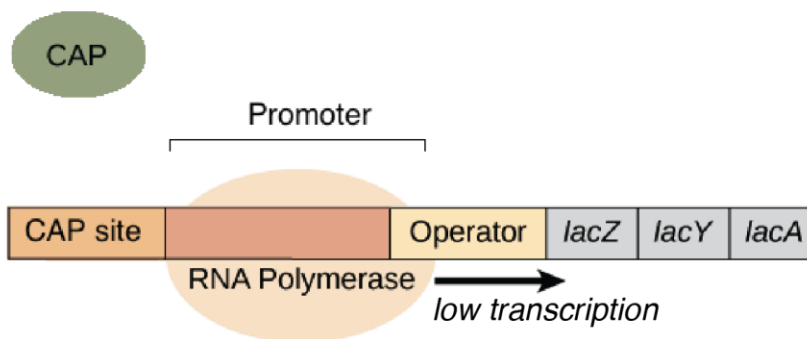 CAP
Promoter
CAP site Operator lacZ lacY lacA
RNA Polymerase
low transcription